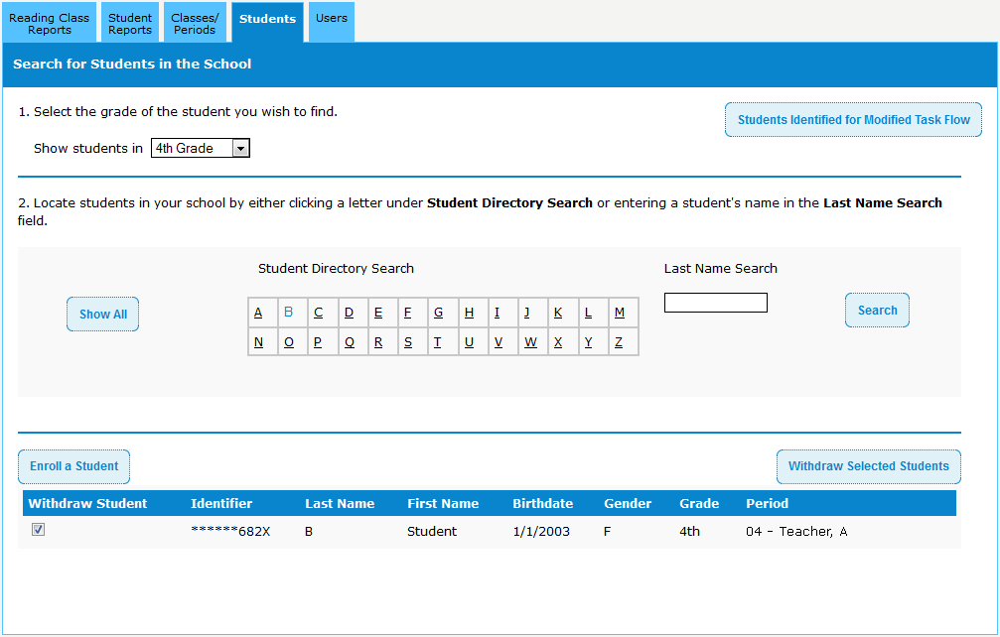 Reading Class Reports
Student Reports
Classes/ Periods
Students
Users
Search for Students in the School
1. Select the grade of the student you wish to find.
Students Identified for Modified Task Flow
Show students in 4th Grade
2. Locate students in your school by either clicking a letter under Student Directory Search or entering a student's name in the Last Name Search
field.
Student Directory Search
Last Name Search
Show All
A B C D E F G H I J K L M
N O P Q R S T U V W X Y Z
Search
Enroll a Student
Withdraw Selected Students
Withdraw Student Identifier Last Name First Name Birthdate Gender Grade Period
******682X B Student 1/1/2003 F 4th 04 - Teacher, A